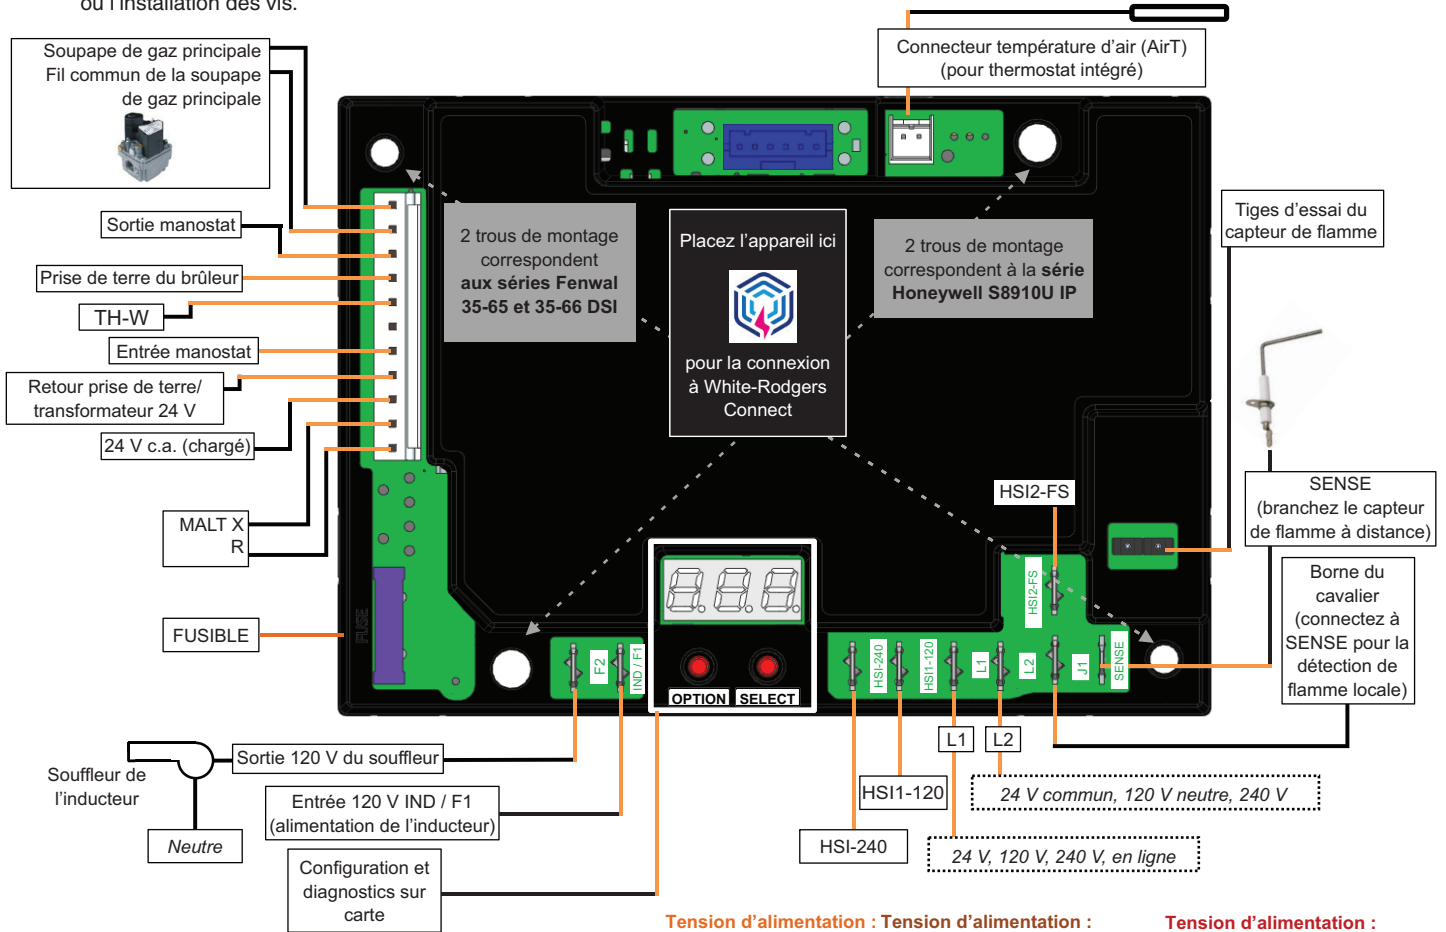 ou l'installation des vis.
Soupape de gaz principale
Fil commun de la soupape
de gaz principale
Connecteur température d'air (AirT)
(pour thermostat intégré)
Sortie manostat
Prise de terre du brûleur
TH-W
Entrée manostat
Retour prise de terre/
transformateur 24 V
24 V c.a. (chargé)
MALT X
R
FUSIBLE
FUSE
2 trous de montage
correspondent
aux séries Fenwal
35-65 et 35-66 DSI
Placez l'appareil ici
pour la connexion
à White-Rodgers
Connect
2 trous de montage
correspondent à la série
Honeywell S8910U IP
Tiges d'essai du
capteur de flamme
HSI2-FS
HSI2-FS
SENSE
(branchez le capteur
de flamme à distance)
Borne du
cavalier
(connectez à
SENSE pour la
détection de
flamme locale)
F2
IND / F1
OPTION
SELECT
HSI-240
HSI1-120
L1
L2
J1
SENSE
L1
L2
Souffleur de
l'inducteur
Sortie 120 V du souffleur
Entrée 120 V IND / F1
(alimentation de l'inducteur)
Neutre
HSI1-120
24 V commun, 120 V neutre, 240 V
HSI-240
24 V, 120 V, 240 V, en ligne
Configuration et
diagnostics sur
carte
Tension d'alimentation : Tension d'alimentation : Tension d'alimentation :